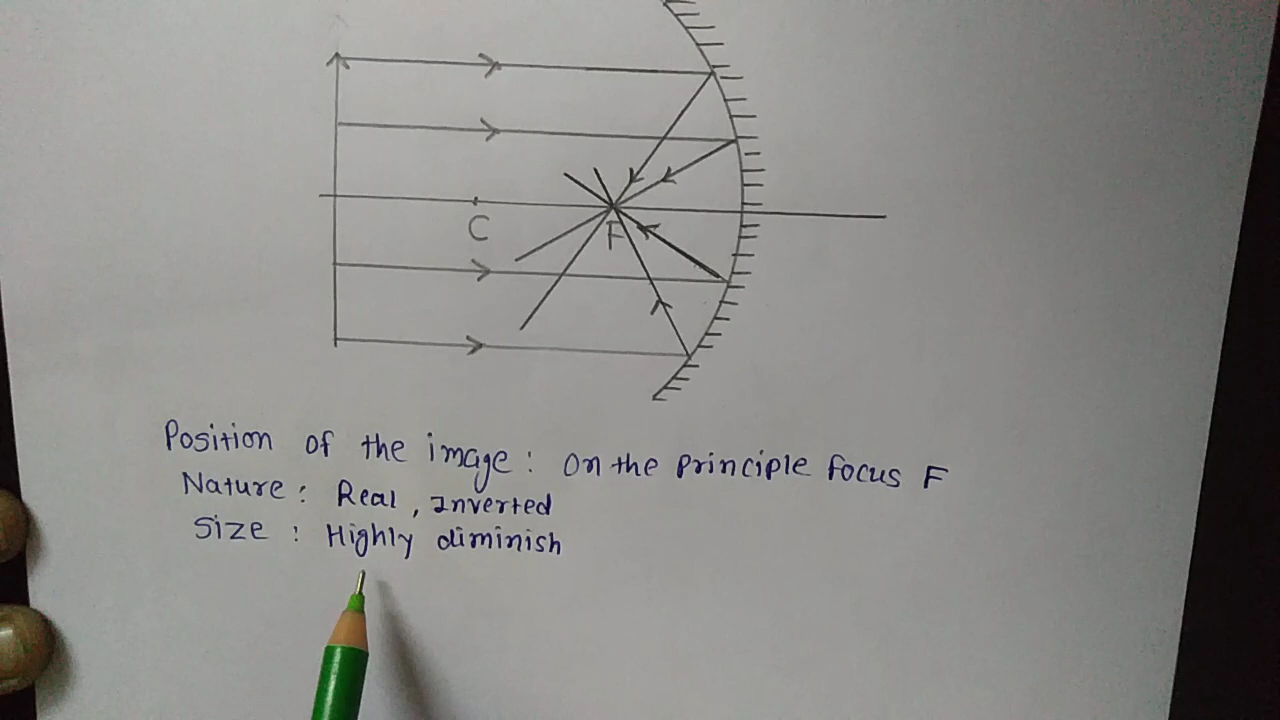 C
F
Position of the image : on the principle focus F
Nature : Real , Inverted
Size : Highly diminish